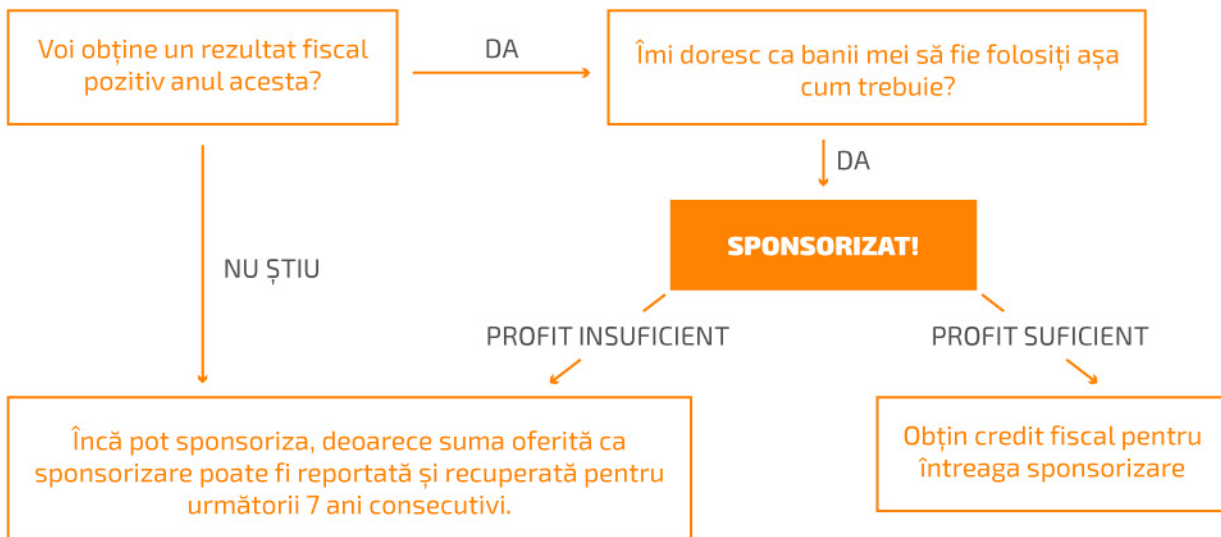 Voi obține un rezultat fiscal
pozitiv anul acesta?
DA
Îmi doresc ca banii mei să fie folosiți așa
cum trebuie?
DA
SPONSORIZAT!
NU ȘTIU
PROFIT INSUFICIENT
PROFIT SUFICIENT
Încă pot sponsoriza, deoarece suma oferită ca
sponsorizare poate fi reportată și recuperată pentru
următorii 7 ani consecutivi.
Obțin credit fiscal pentru
întreaga sponsorizare